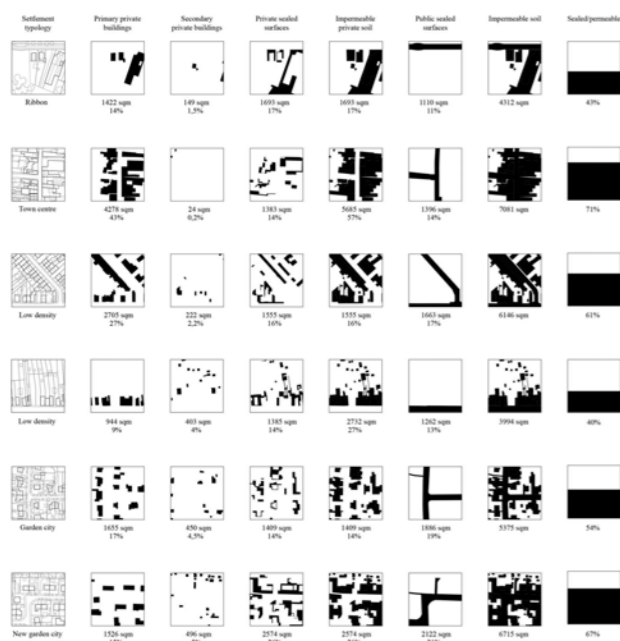 Settlement typology
Primary private buildings
Secondary private buildings
Private sealed surfaces
Impermeable private soil
Public sealed surfaces
Impermeable soil
Sealed/permeable
Ribbon
1422 sqm
14%
149 sqm
1,5%
1693 sqm
17%
1693 sqm
17%
1110 sqm
11%
4312 sqm
43%
Town centre
4278 sqm
43%
24 sqm
0,2%
1383 sqm
14%
5685 sqm
57%
1396 sqm
14%
7081 sqm
71%
Low density
2705 sqm
27%
222 sqm
2,2%
1555 sqm
16%
1555 sqm
16%
1663 sqm
17%
6146 sqm
61%
Low density
944 sqm
9%
403 sqm
4%
1385 sqm
14%
2732 sqm
27%
1262 sqm
13%
3994 sqm
40%
Garden city
1655 sqm
17%
450 sqm
4,5%
1409 sqm
14%
1409 sqm
14%
1886 sqm
19%
5375 sqm
54%
New garden city
1526 sqm
496 sqm
2574 sqm
2574 sqm
2122 sqm
6715 sqm
67%